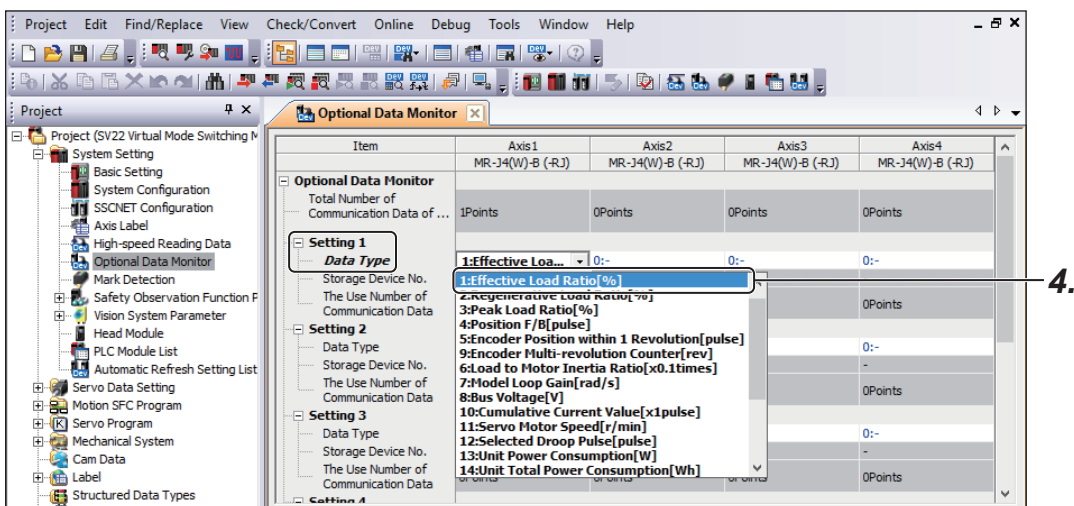 Project Edit Find/Replace View Check/Convert Online Debug Tools Window Help
Project
Optional Data Monitor
Project (SV22 Virtual Mode Switching M
System Setting
Basic Setting
System Configuration
SSCNET Configuration
Axis Label
High-speed Reading Data
Optional Data Monitor
Mark Detection
Safety Observation Function P
Vision System Parameter
Head Module
PLC Module List
Automatic Refresh Setting List
Servo Data Setting
Motion SFC Program
Servo Program
Mechanical System
Cam Data
Label
Structured Data Types
Item Axis1 Axis2 Axis3 Axis4
MR-J4(W)-B (-RJ) MR-J4(W)-B (-RJ) MR-J4(W)-B (-RJ) MR-J4(W)-B (-RJ)
Optional Data Monitor
Total Number of
Communication Data of ... 1Points 0Points 0Points 0Points
Setting 1
Data Type 1:Effective Loa... 0:- 0:- 0:-
Storage Device No.
The Use Number of
Communication Data 0Points
Setting 2
Data Type 0:-
Storage Device No. -
The Use Number of
Communication Data 0Points
Setting 3
Data Type 0:-
Storage Device No. -
The Use Number of
Communication Data 0Points 0Points 0Points
Setting 4
1:Effective Load Ratio[%]
2:Regenerative Load Ratio[%]
3:Peak Load Ratio[%]
4:Position F/B[pulse]
5:Encoder Position within 1 Revolution[pulse]
9:Encoder Multi-revolution Counter[rev]
6:Load to Motor Inertia Ratio[x0.1times]
7:Model Loop Gain[rad/s]
8:Bus Voltage[V]
10:Cumulative Current Value[x1pulse]
11:Servo Motor Speed[r/min]
12:Selected Droop Pulse[pulse]
13:Unit Power Consumption[W]
14:Unit Total Power Consumption[Wh]
4.